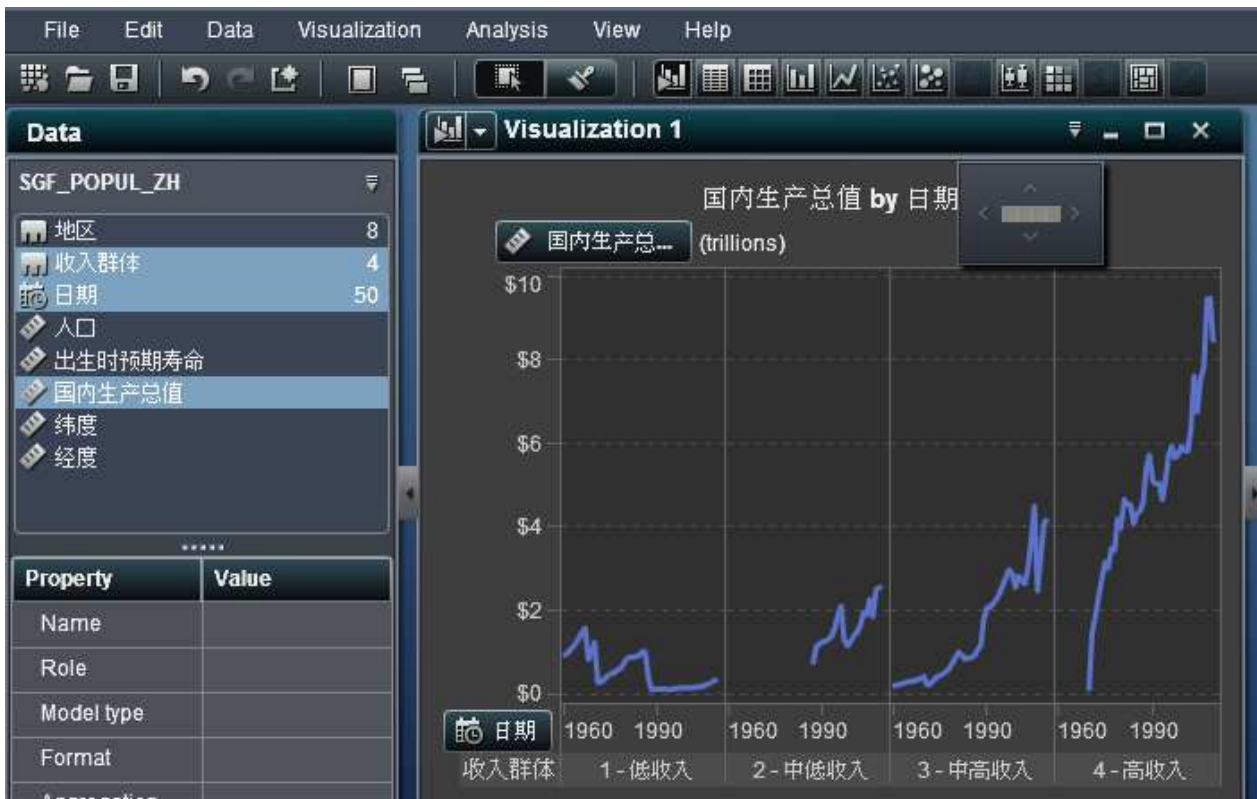 File Edit Data Visualization Analysis View Help
Data
SGF_POPUL_ZH
地区 8
收入群体 4
日期 50
人口
出生时预期寿命
国内生产总值
纬度
经度
Property Value
Name
Role
Model type
Format
Visualization 1
国内生产总值 by 日期
国内生产总... (trillions)
$10
$8
$6
$4
$2
$0
日期 1960 1990 1960 1990 1960 1990 1960 1990
收入群体 1-低收入 2-中低收入 3-中高收入 4-高收入